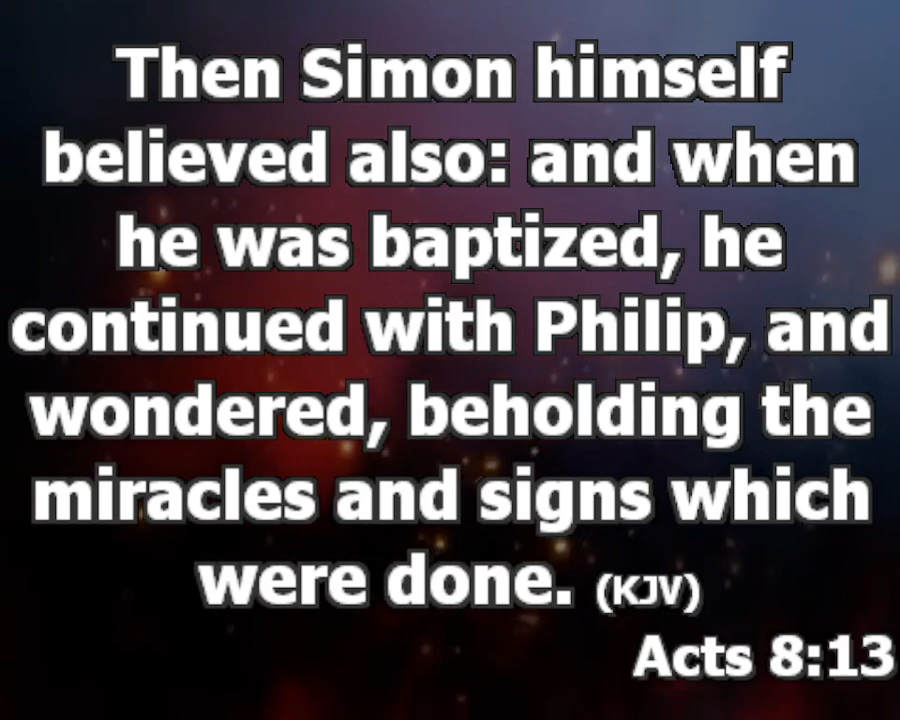 Then Simon himself
believed also: and when
he was baptized, he
continued with Philip, and
wondered, beholding the
miracles and signs which
were done. (KJV)
Acts 8:13